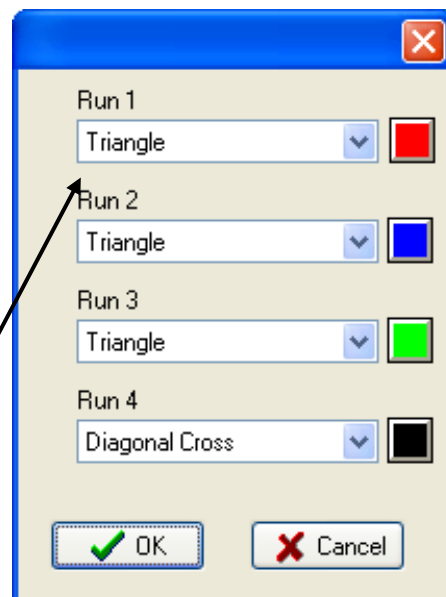 Run 1
Triangle
Run 2
Triangle
Run 3
Triangle
Run 4
Diagonal Cross
OK
Cancel